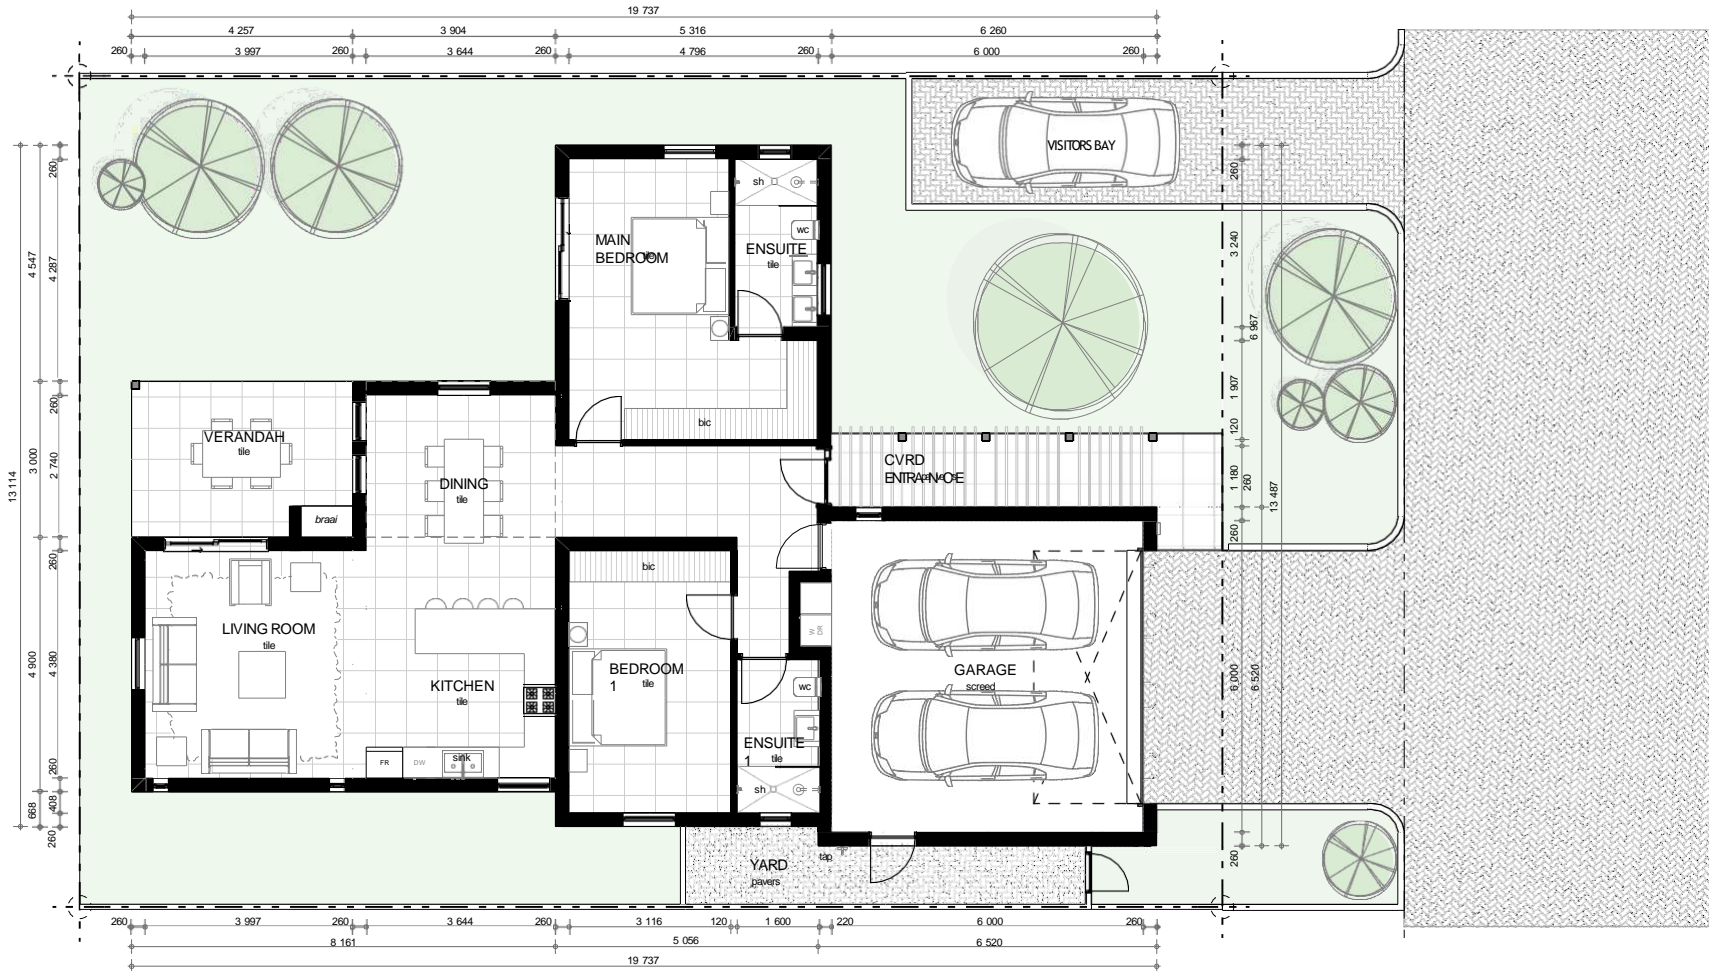 19 737
4 257
3 904
5 316
6 260
260
3 997
260
3 644
260
4 796
260
6 000
260
VISITORS BAY
sh
wc
MAIN
BEDROOM
tile
ENSUITE
tile
bic
VERANDAH
tile
braai
DINING
tile
CVRD
ENTRANCE
bic
LIVING ROOM
tile
W
DR
GARAGE
screed
KITCHEN
tile
BEDROOM
1
tile
wc
ENSUITE
1
tile
FR
DW
sink
sh
YARD
pavers
tap
13 114
4 547
3 000
4 900
668
260
4 287
260
2 740
260
4 380
260
408
260
260
3 240
1 907
120
1 180
260
6 000
260
6 967
260
6 520
13 487
260
3 997
260
3 644
260
3 116
120
1 600
220
6 000
260
8 161
5 056
6 520
19 737